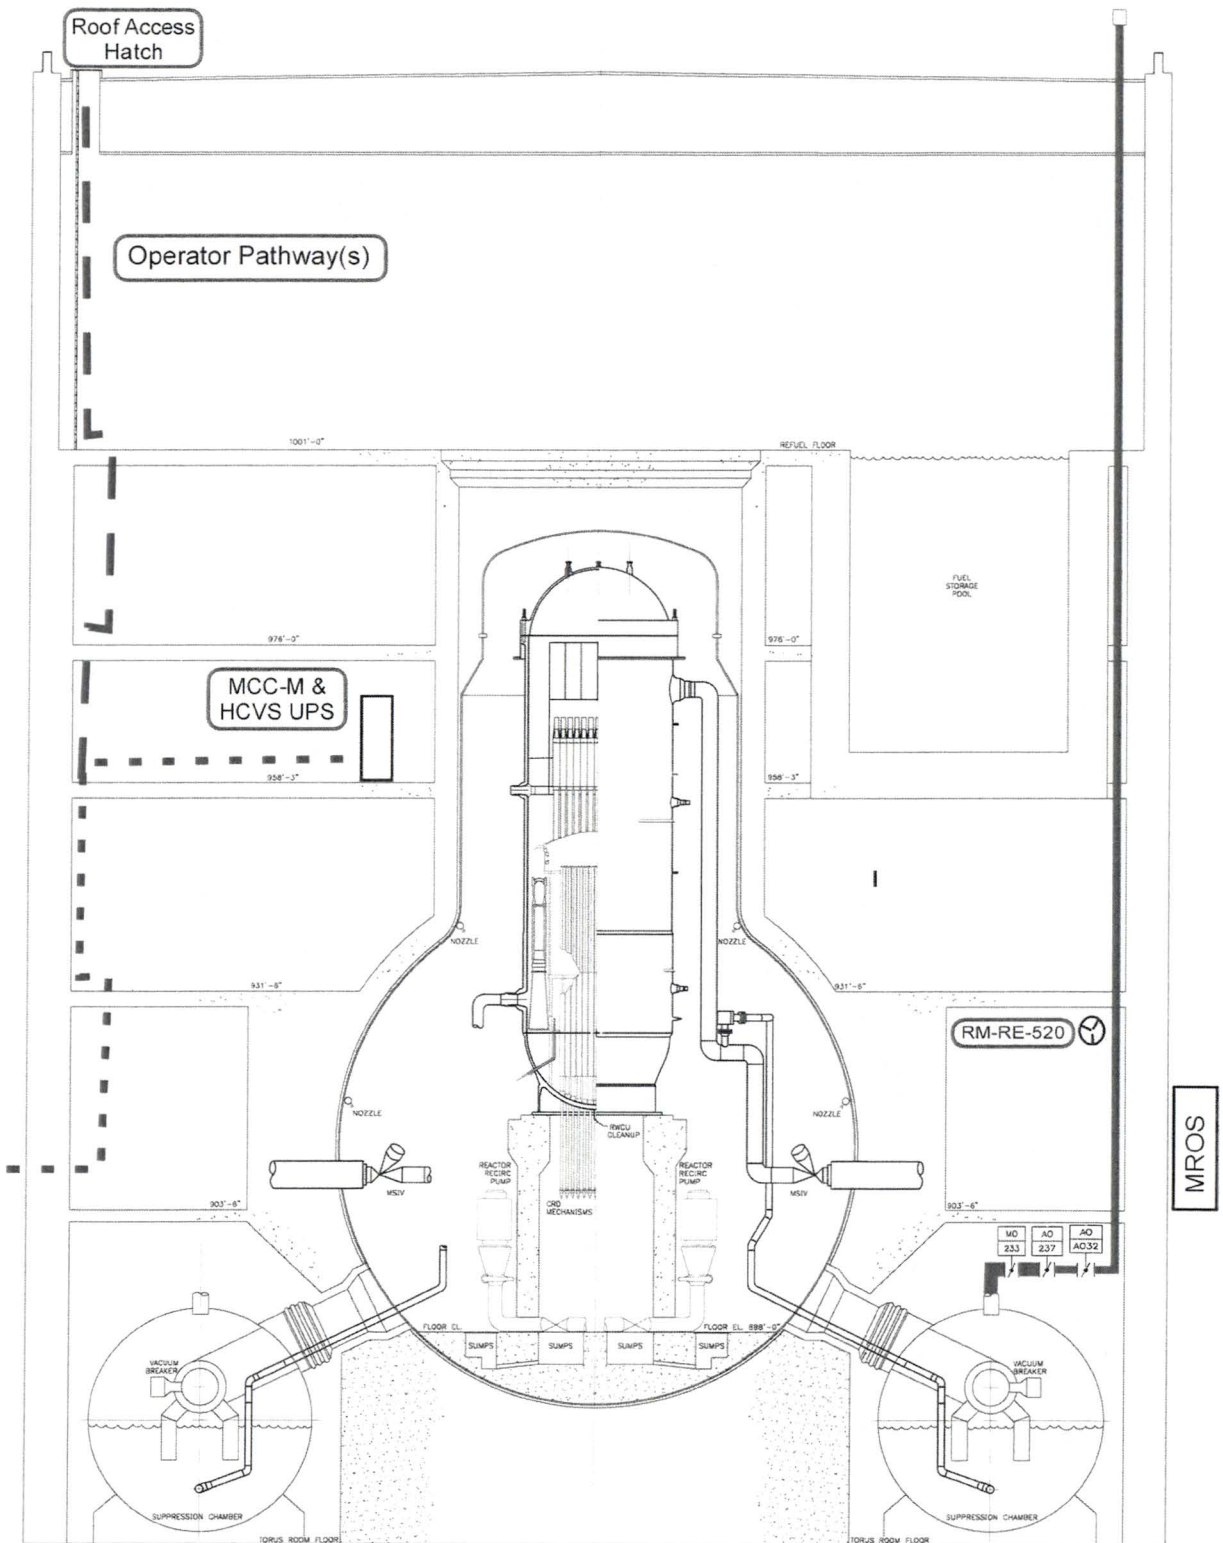 Roof Access
Hatch
Operator Pathway(s)
1001'-0"
REFUEL FLOOR
FUEL
STORAGE
POOL
976'-0"
976'-0"
MCC-M &
HCVS UPS
958'-3"
958'-3"
NOZZLE
NOZZLE
931'-6"
931'-6"
RM-RE-520
NOZZLE
NOZZLE
RWCU
CLEANUP
MROS
REACTOR
RECIRC
PUMP
REACTOR
RECIRC
PUMP
MSIV
MSIV
CRD
MECHANISMS
903'-6"
903'-6"
MO
233
AO
237
AO
AO32
FLOOR EL.
FLOOR EL. 888'-0"
SUMPS
SUMPS
SUMPS
SUMPS
VACUUM
BREAKER
VACUUM
BREAKER
SUPPRESSION CHAMBER
SUPPRESSION CHAMBER
TORUS ROOM FLOOR
TORUS ROOM FLOOR